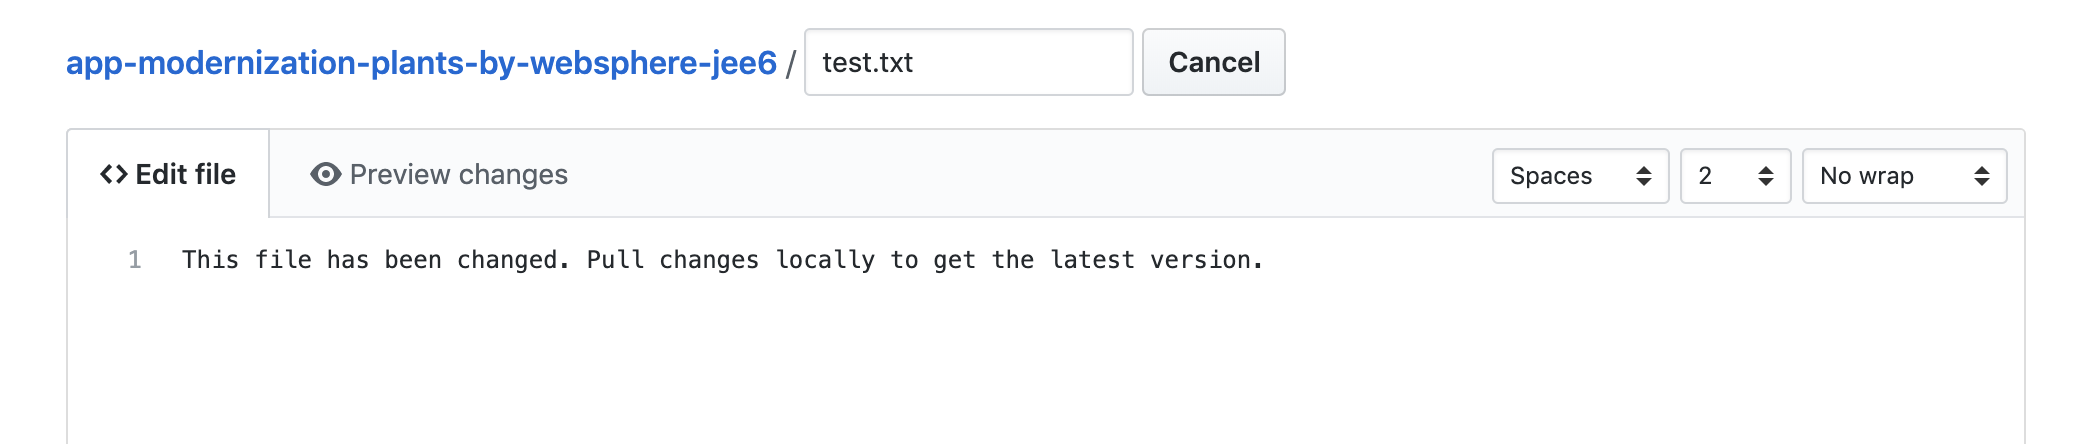 app-modernization-plants-by-websphere-jee6 / test.txt Cancel
<> Edit file Preview changes Spaces 2 No wrap
1 This file has been changed. Pull changes locally to get the latest version.